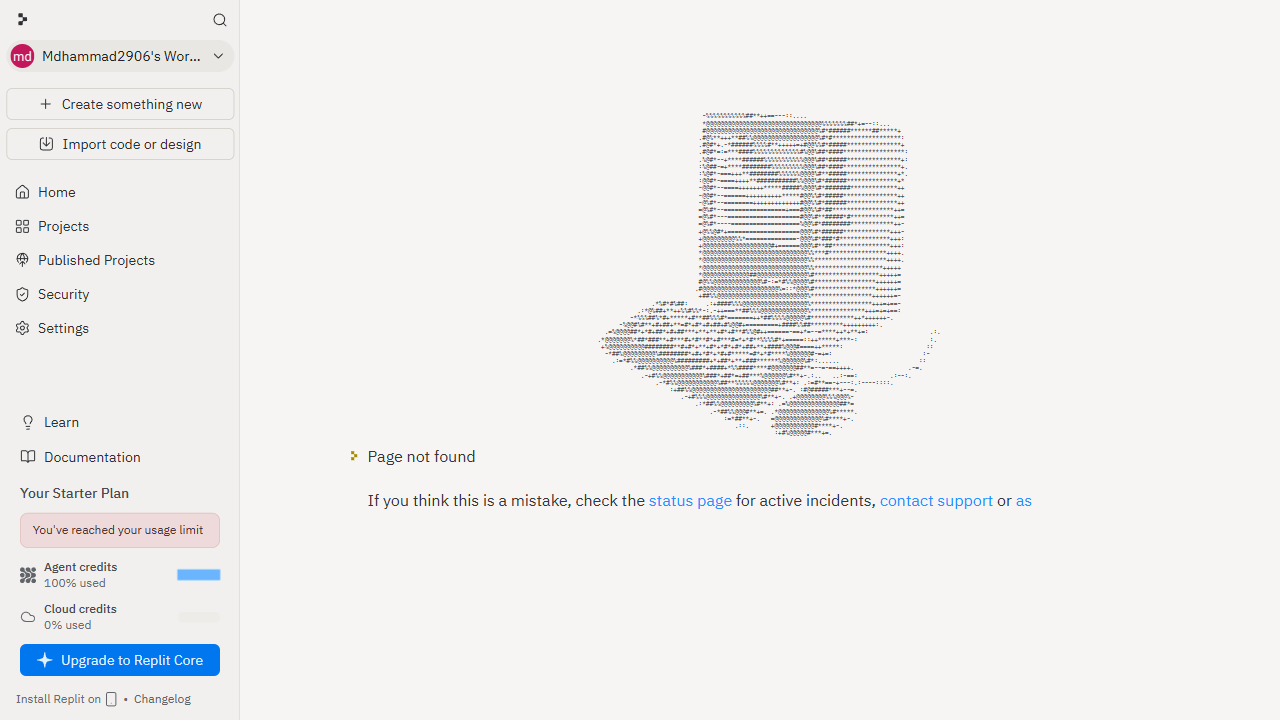 md Mdhammad2906's Wor...
Create something new
Import code or design
Home
Projects
Published Projects
Security
Settings
Learn
Documentation
Your Starter Plan
You've reached your usage limit
Agent credits
100% used
Cloud credits
0% used
Upgrade to Replit Core
Install Replit on • Changelog
Page not found
If you think this is a mistake, check the status page for active incidents, contact support or as